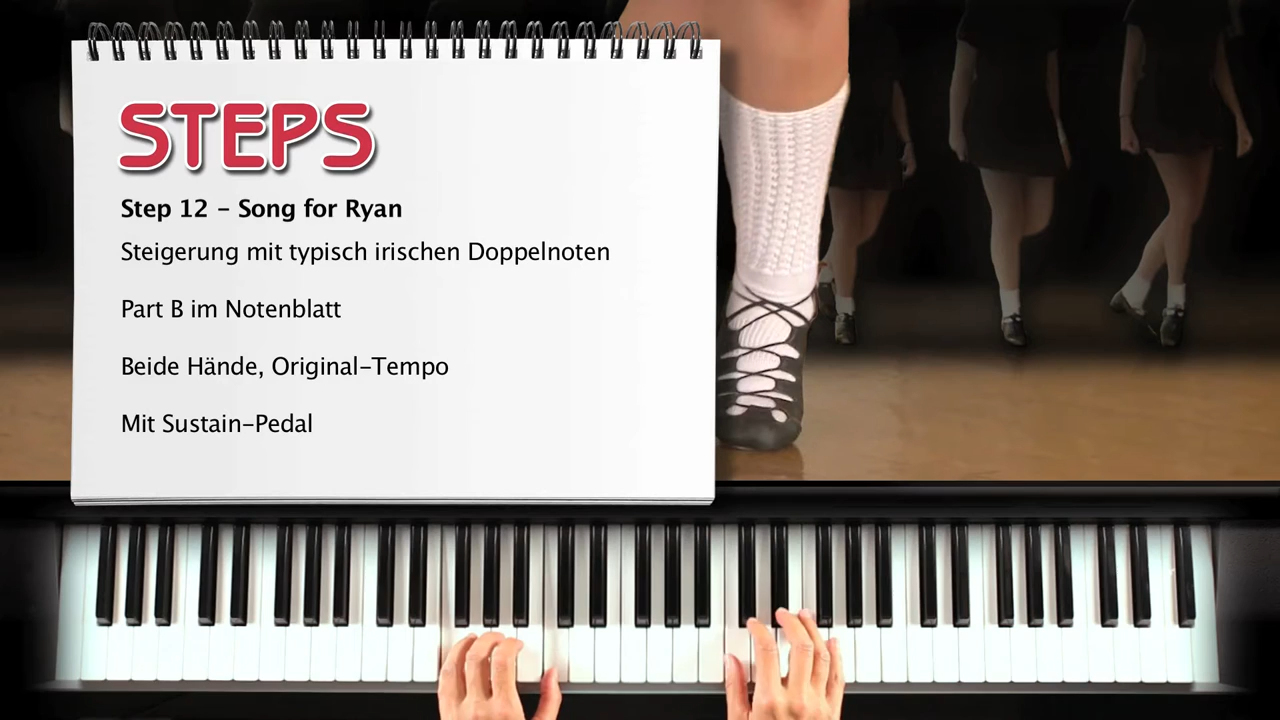 STEPS
Step 12 – Song for Ryan
Steigerung mit typisch irischen Doppelnoten
Part B im Notenblatt
Beide Hände, Original-Tempo
Mit Sustain-Pedal